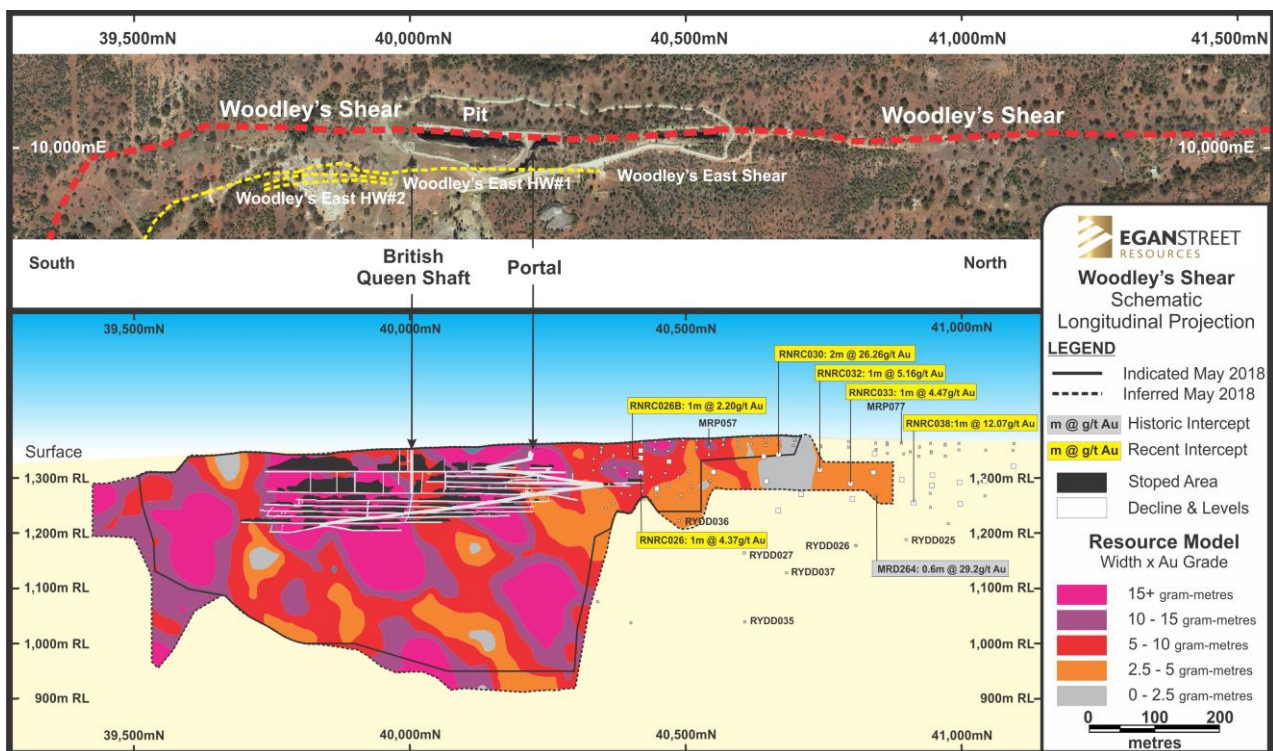 39,500mN 40,000mN 40,500mN 41,000mN 41,500mN
Woodley's Shear
Pit
Woodley's Shear
10,000mE
10,000mE
Woodley's East HW#1
Woodley's East Shear
Woodley's East HW#2
South
British
Queen Shaft
Portal
North
39,500mN 40,000mN 40,500mN 41,000mN
RNRC030: 2m @ 26.26g/t Au
RNRC032: 1m @ 5.16g/t Au
RNRC033: 1m @ 4.47g/t Au
RNRC026B: 1m @ 2.20g/t Au
MRP077
MRP057
RNRC038:1m @ 12.07g/t Au
Surface
1,300m RL
1,300m RL
1,200m RL
RYDD036
1,200m RL
RNRC026: 1m @ 4.37g/t Au
RYDD026
RYDD025
RYDD027
MRD264: 0.6m @ 29.2g/t Au
RYDD037
1,100m RL
1,100m RL
RYDD035
1,000m RL
1,000m RL
900m RL
900m RL
39,500mN 40,000mN 40,500mN 41,000mN
EGANSTREET
RESOURCES
Woodley's Shear
Schematic
Longitudinal Projection
LEGEND
Indicated May 2018
Inferred May 2018
m @ g/t Au Historic Intercept
m @ g/t Au Recent Intercept
Stoped Area
Decline & Levels
Resource Model
Width x Au Grade
15+ gram-metres
10 - 15 gram-metres
5 - 10 gram-metres
2.5 - 5 gram-metres
0 - 2.5 gram-metres
0 100 200
metres